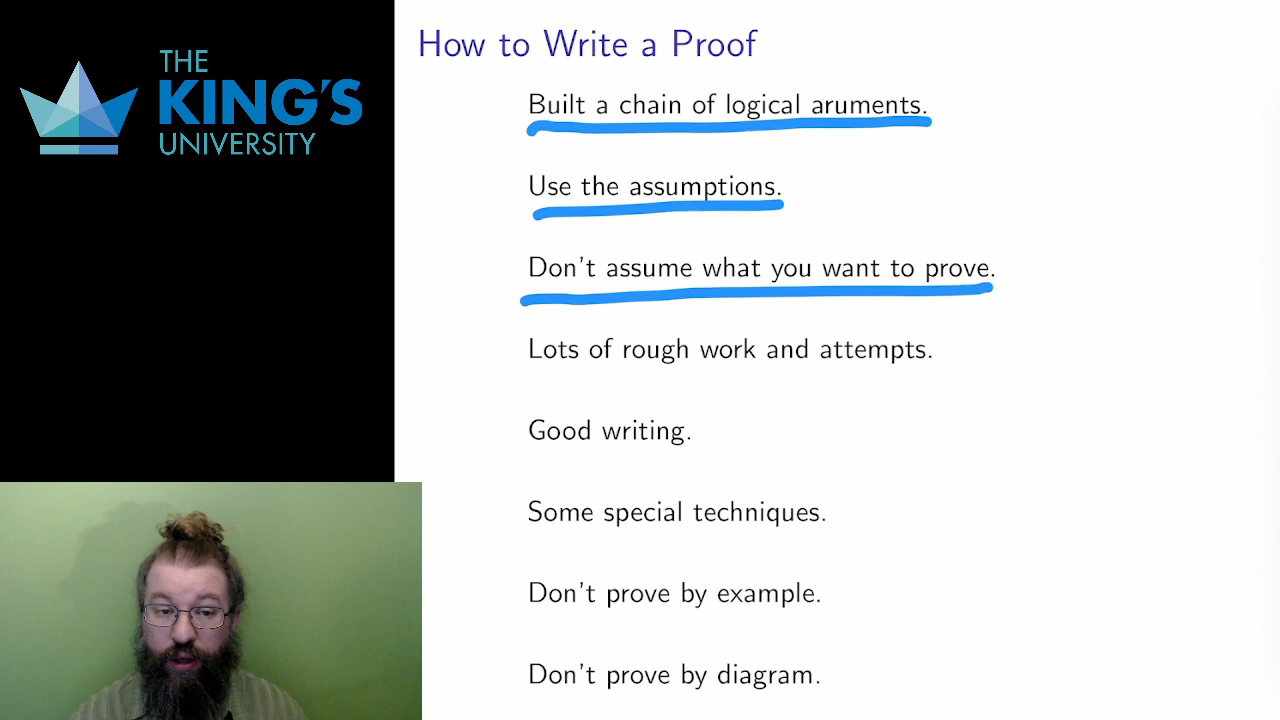 THE
KING'S
UNIVERSITY
How to Write a Proof
Built a chain of logical aruments.
Use the assumptions.
Don't assume what you want to prove.
Lots of rough work and attempts.
Good writing.
Some special techniques.
Don't prove by example.
Don't prove by diagram.